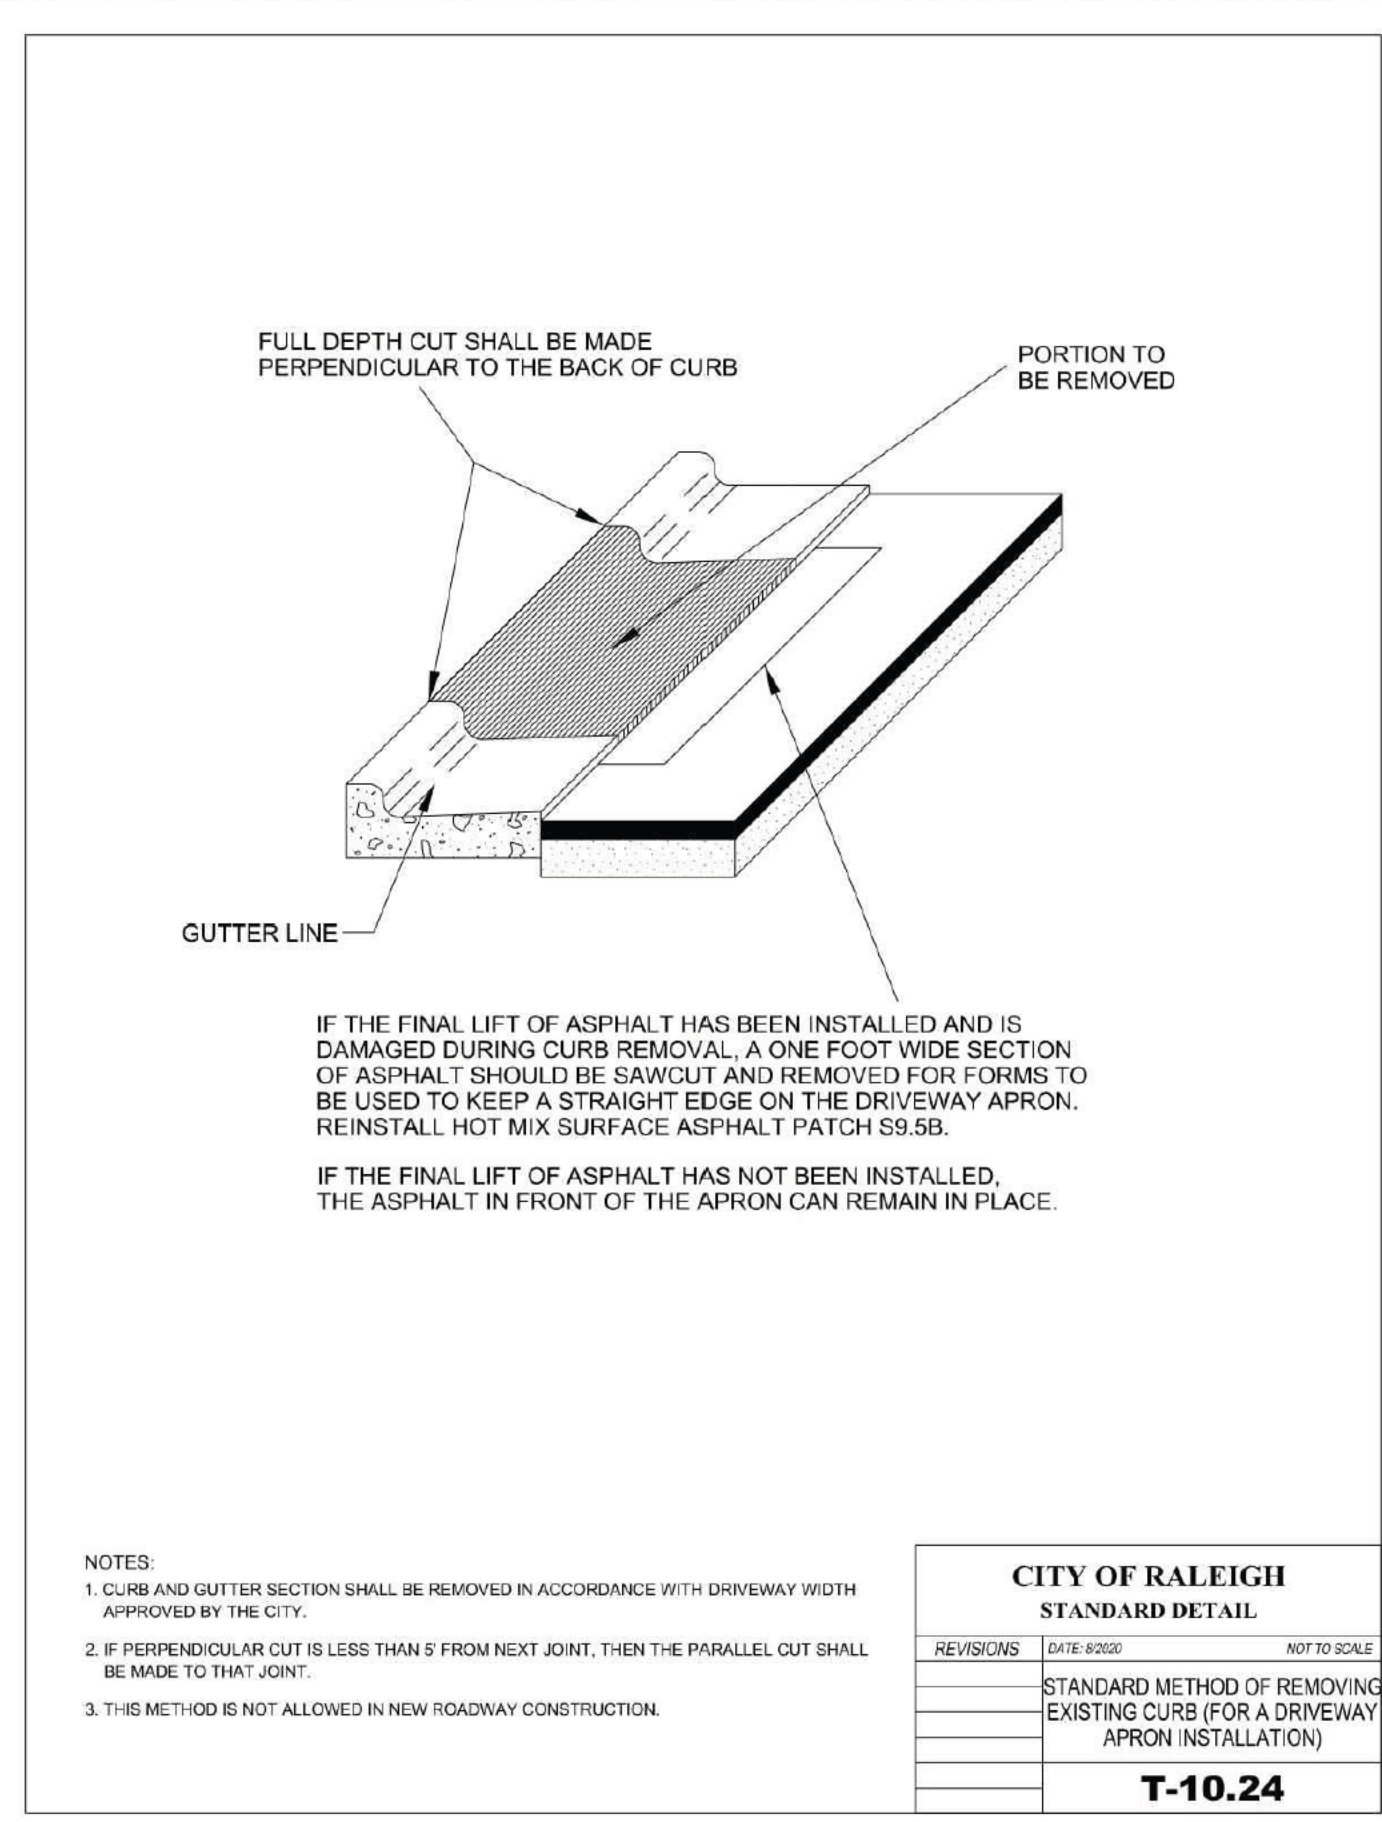 FULL DEPTH CUT SHALL BE MADE
PERPENDICULAR TO THE BACK OF CURB
PORTION TO
BE REMOVED
GUTTER LINE
IF THE FINAL LIFT OF ASPHALT HAS BEEN INSTALLED AND IS
DAMAGED DURING CURB REMOVAL, A ONE FOOT WIDE SECTION
OF ASPHALT SHOULD BE SAWCUT AND REMOVED FOR FORMS TO
BE USED TO KEEP A STRAIGHT EDGE ON THE DRIVEWAY APRON.
REINSTALL HOT MIX SURFACE ASPHALT PATCH S9.5B.
IF THE FINAL LIFT OF ASPHALT HAS NOT BEEN INSTALLED,
THE ASPHALT IN FRONT OF THE APRON CAN REMAIN IN PLACE.
NOTES:
1. CURB AND GUTTER SECTION SHALL BE REMOVED IN ACCORDANCE WITH DRIVEWAY WIDTH
APPROVED BY THE CITY.
2. IF PERPENDICULAR CUT IS LESS THAN 5' FROM NEXT JOINT, THEN THE PARALLEL CUT SHALL
BE MADE TO THAT JOINT.
3. THIS METHOD IS NOT ALLOWED IN NEW ROADWAY CONSTRUCTION.
CITY OF RALEIGH
STANDARD DETAIL
REVISIONS DATE: 8/2020 NOT TO SCALE
STANDARD METHOD OF REMOVING
EXISTING CURB (FOR A DRIVEWAY
APRON INSTALLATION)
T-10.24